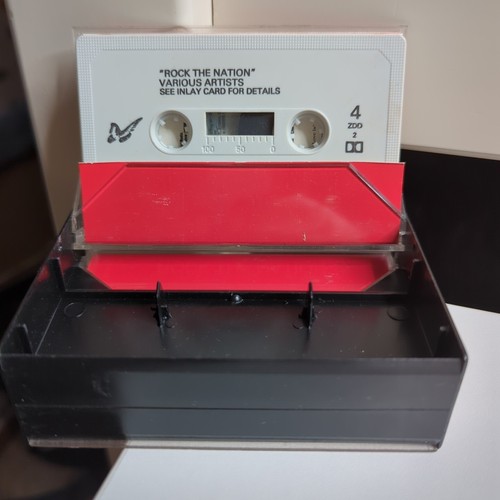 "ROCK THE NATION"
VARIOUS ARTISTS
SEE INLAY CARD FOR DETAILS
100 50 0
4
ZDD
2